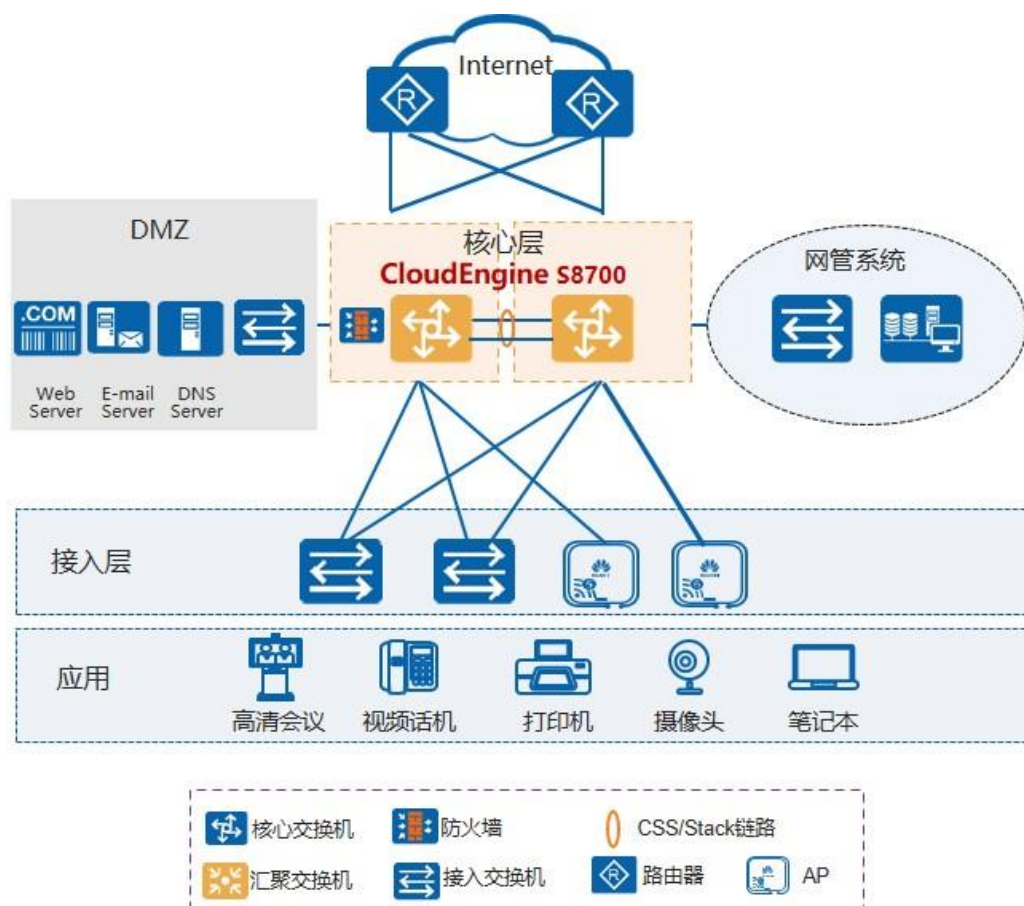 Internet
R
R
DMZ
核心层
CloudEngine S8700
网管系统
.COM
Web
Server
E-mail
Server
DNS
Server
接入层
应用
高清会议
视频话机
打印机
摄像头
笔记本
核心交换机
防火墙
CSS/Stack链路
汇聚交换机
接入交换机
R
路由器
AP